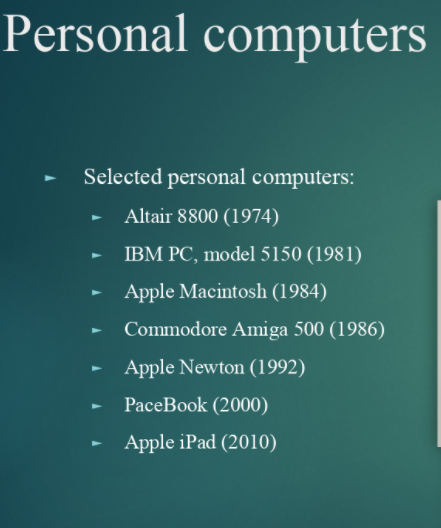 Personal computers
Selected personal computers:
Altair 8800 (1974)
IBM PC, model 5150 (1981)
Apple Macintosh (1984)
Commodore Amiga 500 (1986)
Apple Newton (1992)
PaceBook (2000)
Apple iPad (2010)